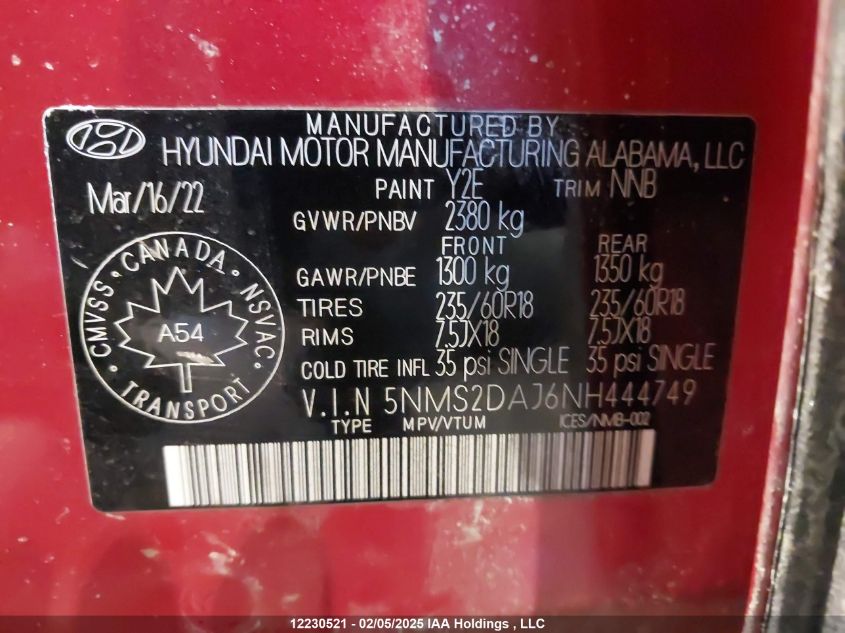 MANUFACTURED BY
HYUNDAI MOTOR MANUFACTURING ALABAMA, LLC
Mar/16/22 PAINT Y2E TRIM NNB
GVWR/PNBV 2380 kg
FRONT REAR
GAWR/PNBE 1300 kg 1350 kg
TIRES 235/60R18 235/60R18
RIMS 7.5JX18 7.5JX18
COLD TIRE INFL 35 psi SINGLE 35 psi SINGLE
V.I.N 5NMS2DAJ6NH444749
TYPE MPV/VTUM ICES/NMB-002
CMVSS · CANADA · NSVAC ·
A54
TRANSPORT
12230521 - 02/05/2025 IAA Holdings , LLC